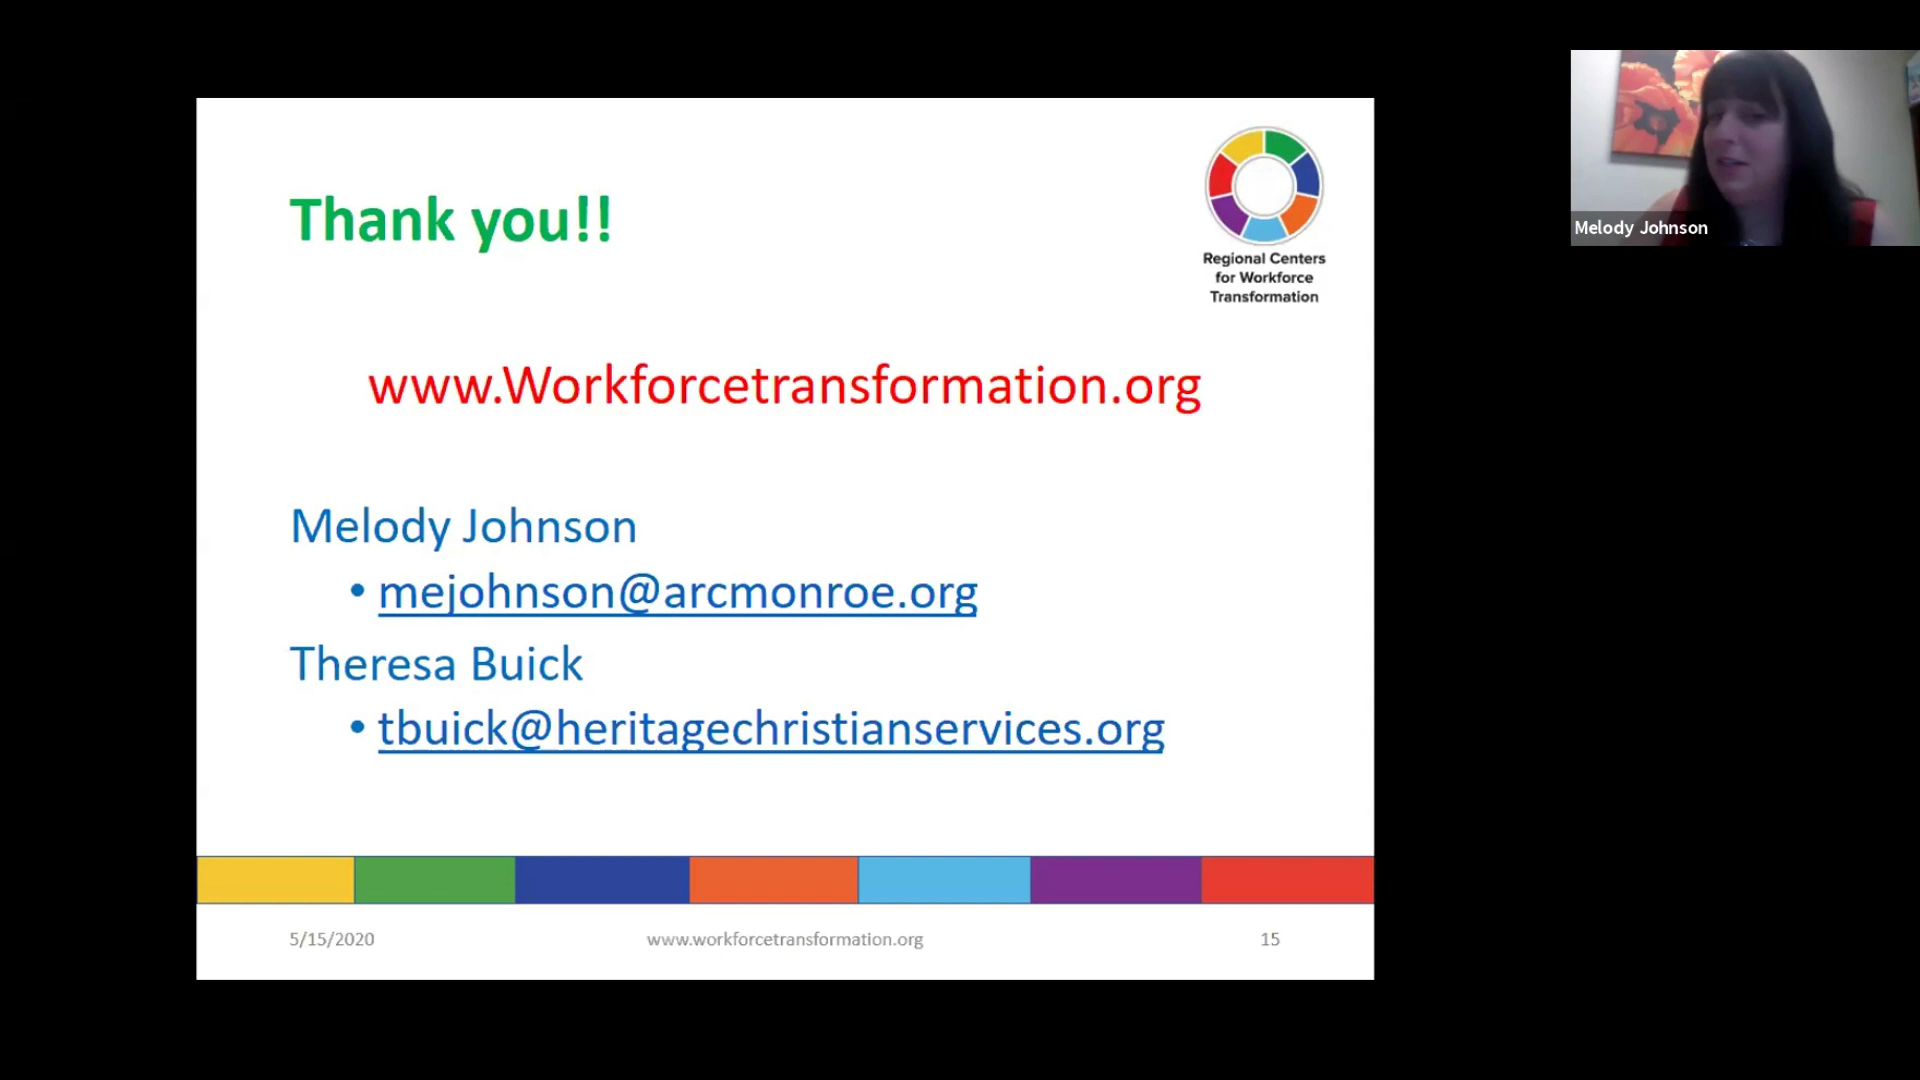 Thank you!!
Regional Centers
for Workforce
Transformation
www.Workforcetransformation.org
Melody Johnson
• mejohnson@arcmonroe.org
Theresa Buick
• tbuick@heritagechristianservices.org
5/15/2020
www.workforcetransformation.org
15
Melody Johnson